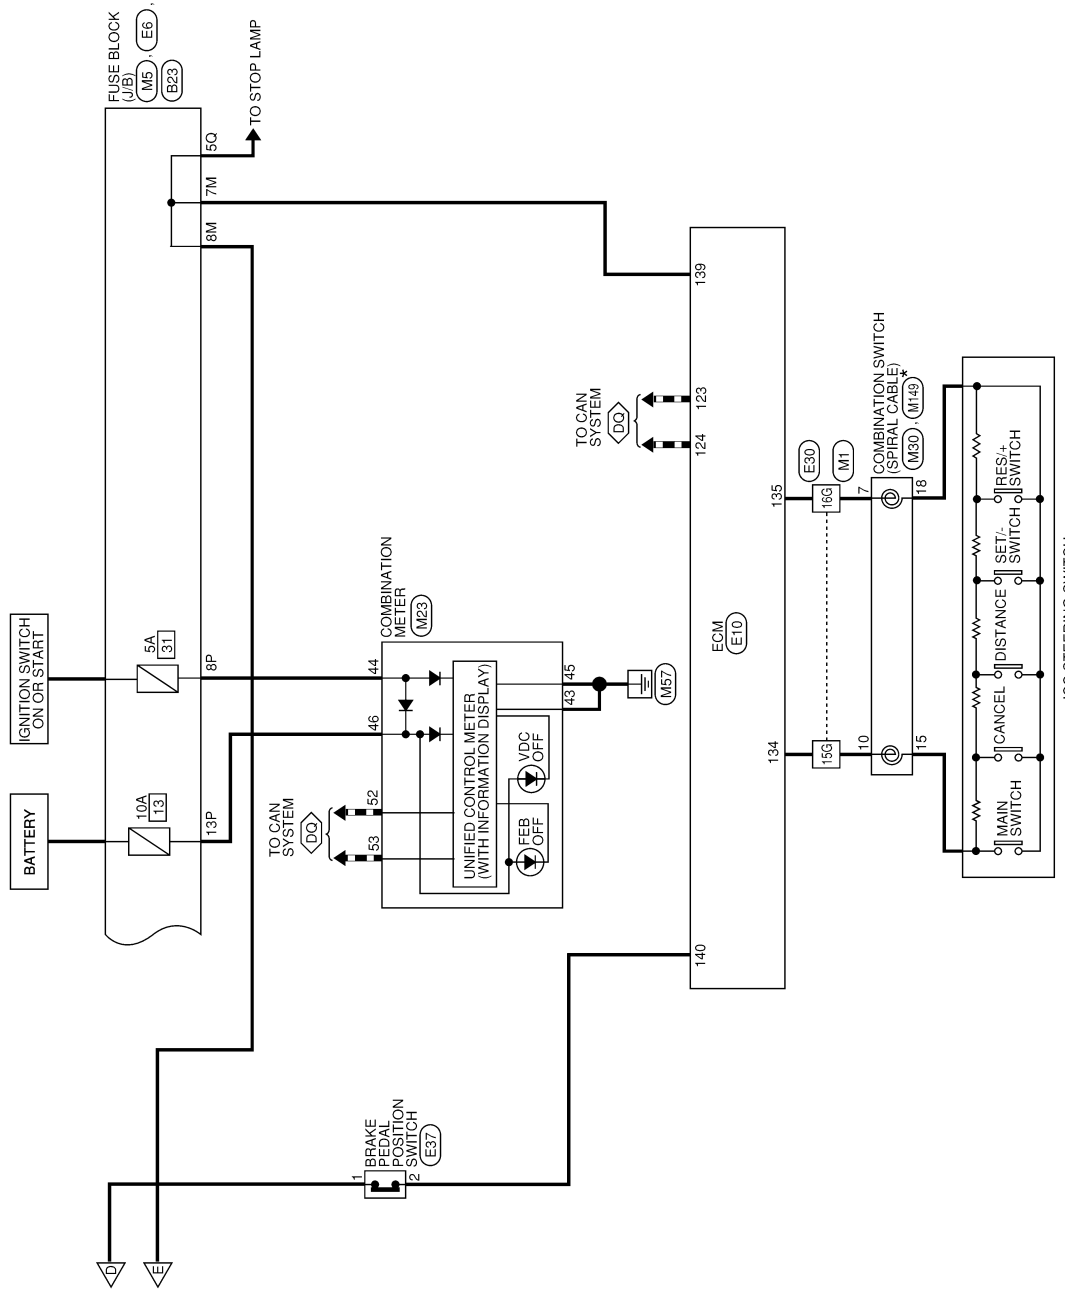 BATTERY
IGNITION SWITCH
ON OR START
FUSE BLOCK
(J/B)
M5 , E6 ,
B23
10A
13
5A
31
13P
8P
8M
7M
5Q
TO STOP LAMP
D
E
TO CAN
SYSTEM
DQ
53
52
46
44
COMBINATION
METER
M23
UNIFIED CONTROL METER
(WITH INFORMATION DISPLAY)
FEB
OFF
VDC
OFF
43
45
M57
1
BRAKE
PEDAL
POSITION
SWITCH
E37
2
TO CAN
SYSTEM
DQ
140
124
123
139
ECM
E10
134
135
15G
16G
E30
M1
10
7
COMBINATION SWITCH
(SPIRAL CABLE)
M30 , M149 *
15
18
MAIN
SWITCH
CANCEL
DISTANCE
SET/-
SWITCH
RES/+
SWITCH